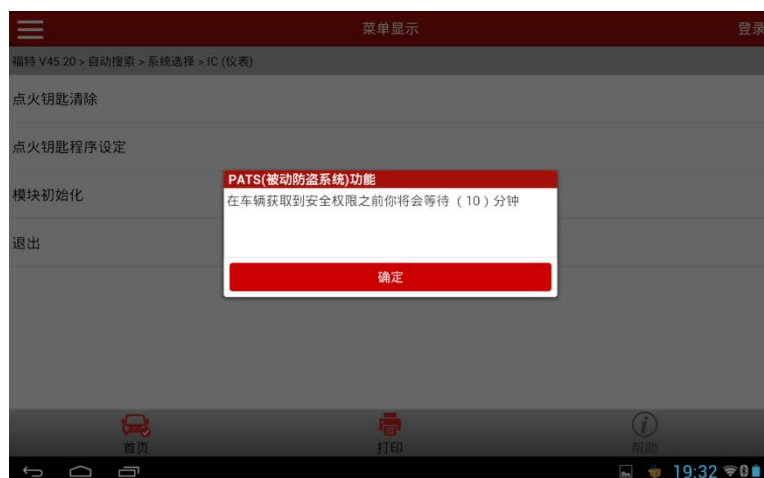 菜单显示
登录
福特 V45.20 > 自动搜索 > 系统选择 > IC (仪表)
点火钥匙清除
点火钥匙程序设定
模块初始化
退出
PATS(被动防盗系统)功能
在车辆获取到安全权限之前你将会等待（10）分钟
确定
首页
打印
帮助
19:32